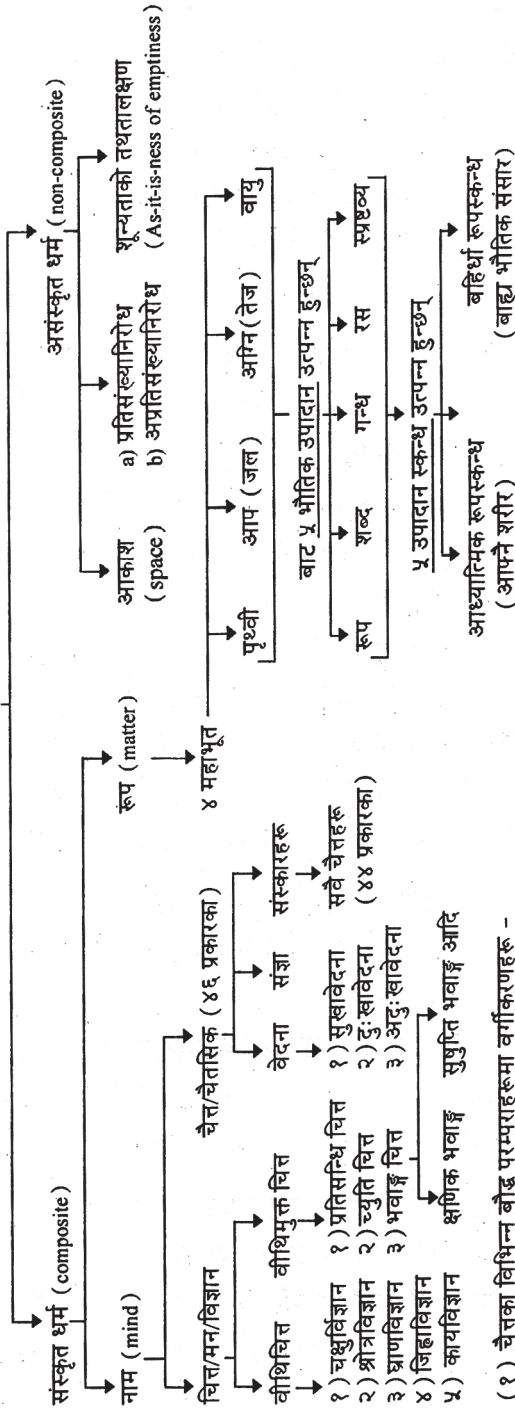 संस्कृत धर्म (composite)
असंस्कृत धर्म (non-composite)
नाम (mind)
रूप (matter)
आकाश
(space)
a) प्रतिसंख्यानिरोध
b) अप्रतिसंख्यानिरोध
शून्यताको तथतालक्षण
(As-it-is-ness of emptiness)
चित्त/मन/विज्ञान
चैत्त/चैतसिक (४६ प्रकारका)
४ महाभूत
वीथिचित्त
वीथिमुक्त चित्त
वेदना
संज्ञा
संस्कारहरू
१) चक्षुर्विज्ञान
२) श्रोत्रविज्ञान
३) घ्राणविज्ञान
४) जिह्वाविज्ञान
५) कायविज्ञान
१) प्रतिसन्धि चित्त
२) च्युति चित्त
३) भवाङ्ग चित्त
क्षणिक भवाङ्ग
सुषुप्ति भवाङ्ग आदि
१) सुखावेदना
२) दुःखावेदना
३) अदुःखावेदना
सवै चैत्तहरू
(४४ प्रकारका)
पृथ्वी
आप (जल)
अग्नि (तेज)
वायु
बाट ५ भौतिक उपादान उत्पन्न हुन्छन्
रूप
शब्द
गन्ध
रस
स्प्रष्टव्य
५ उपादान स्कन्ध उत्पन्न हुन्छन्
आध्यात्मिक रूपस्कन्ध
(आफ्नै शरीर)
बहिर्धा रूपस्कन्ध
(बाह्य भौतिक संसार)
(१) चैत्तका विभिन्न बौद्ध परम्पराहरूमा वर्गीकरणहरू –